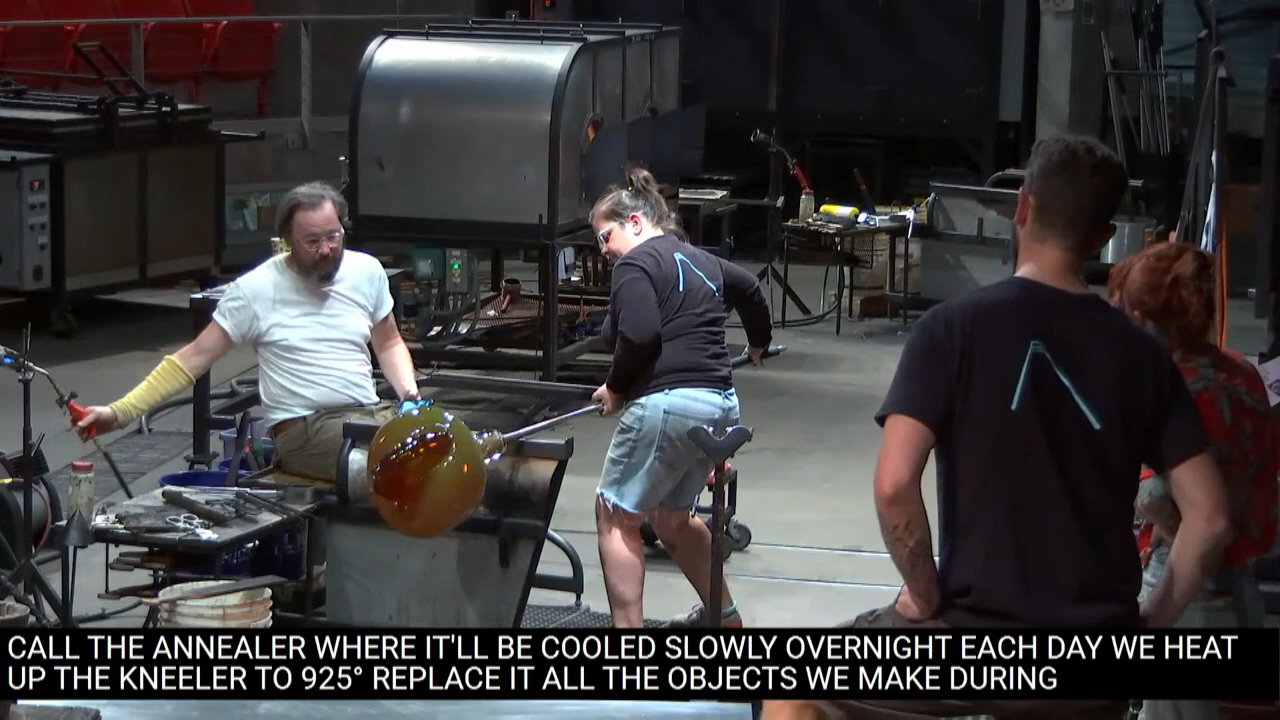 CALL THE ANNEALER WHERE IT'LL BE COOLED SLOWLY OVERNIGHT EACH DAY WE HEAT
UP THE KNEELER TO 925° REPLACE IT ALL THE OBJECTS WE MAKE DURING